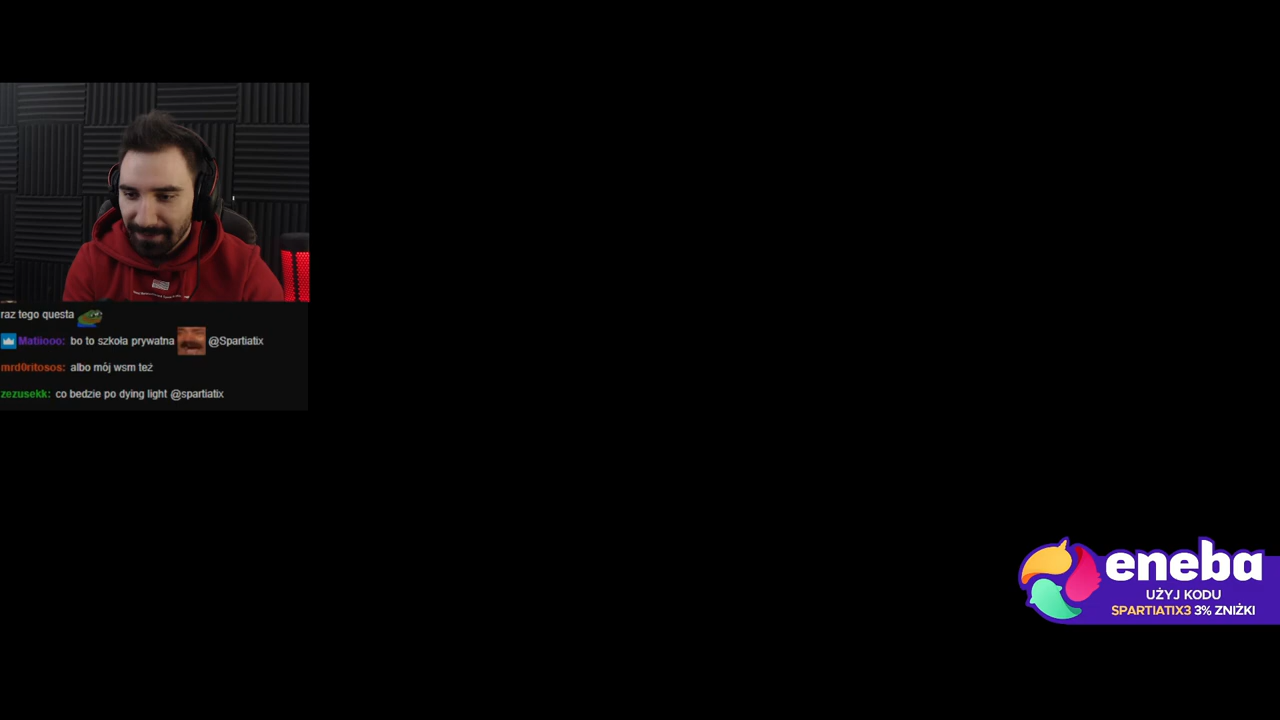 raz tego questa
Matiiooo: bo to szkoła prywatna @Spartiatix
mrd0ritosos: albo mój wsm też
zezusekk: co bedzie po dying light @spartiatix
eneba
UŻYJ KODU
SPARTIATIX3 3% ZNIŻKI